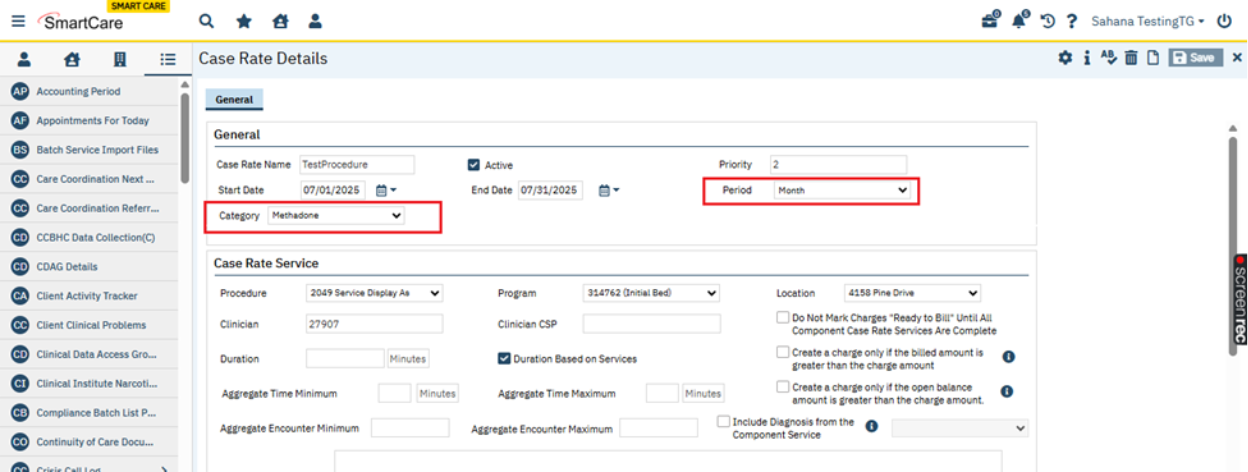 SMART CARE
SmartCare
0
5
?
Sahana TestingTG
Case Rate Details
i
AB
Save
AP Accounting Period
AF Appointments For Today
BS Batch Service Import Files
CC Care Coordination Next ...
CC Care Coordination Referr...
CD CCBHC Data Collection(C)
CD CDAG Details
CA Client Activity Tracker
CC Client Clinical Problems
CD Clinical Data Access Gro...
CI Clinical Institute Narcoti...
CB Compliance Batch List P...
CO Continuity of Care Docu...
CC Crisis Call Log
General
General
Case Rate Name TestProcedure Active Priority 2
Start Date 07/01/2025 End Date 07/31/2025 Period Month
Category Methadone
Case Rate Service
Procedure 2049 Service Display As Program 314762 (Initial Bed) Location 4158 Pine Drive
Clinician 27907 Clinician CSP Do Not Mark Charges "Ready to Bill" Until All
Component Case Rate Services Are Complete
Duration Minutes Duration Based on Services Create a charge only if the billed amount is
greater than the charge amount
Aggregate Time Minimum Minutes Aggregate Time Maximum Minutes Create a charge only if the open balance
amount is greater than the charge amount.
Aggregate Encounter Minimum Aggregate Encounter Maximum Include Diagnosis from the
Component Service
screenrec